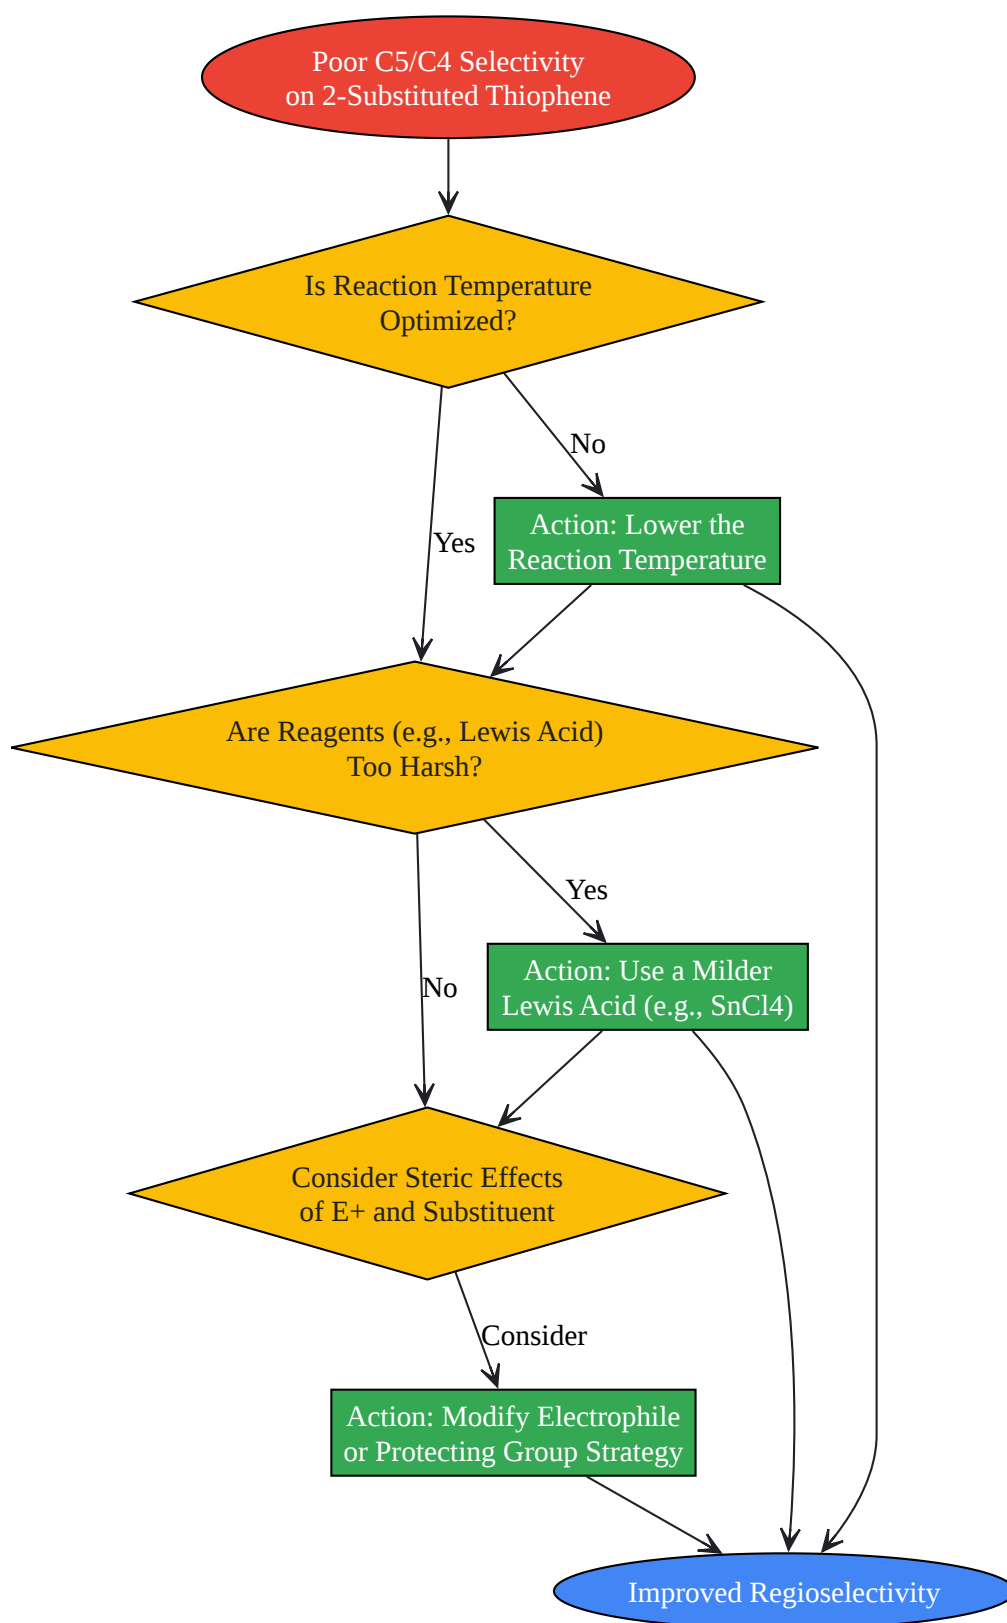 Poor C5/C4 Selectivity
on 2-Substituted Thiophene
Is Reaction Temperature
Optimized?
No
Action: Lower the
Reaction Temperature
Yes
Are Reagents (e.g., Lewis Acid)
Too Harsh?
Yes
Action: Use a Milder
Lewis Acid (e.g., SnCl4)
No
Consider Steric Effects
of E+ and Substituent
Consider
Action: Modify Electrophile
or Protecting Group Strategy
Improved Regioselectivity